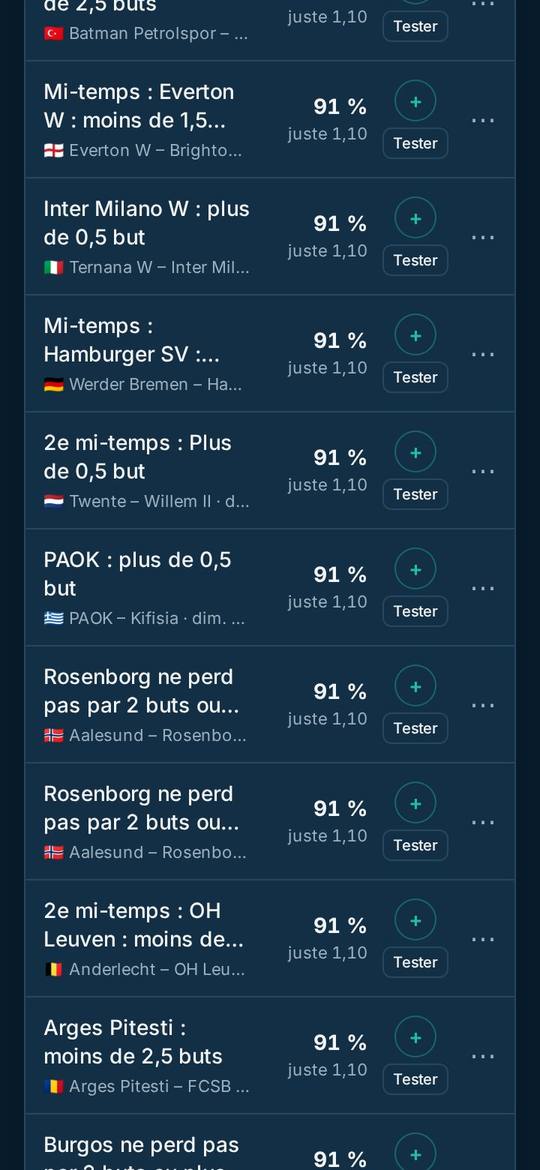 de 2,5 buts
🇹🇷 Batman Petrolspor – ...
juste 1,10
Tester
Mi-temps : Everton
W : moins de 1,5...
🏴󠁧󠁢󠁥󠁮󠁧󠁿 Everton W – Brighto...
91 %
juste 1,10
+
Tester
...
Inter Milano W : plus
de 0,5 but
🇮🇹 Ternana W – Inter Mil...
91 %
juste 1,10
+
Tester
...
Mi-temps :
Hamburger SV :...
🇩🇪 Werder Bremen – Ha...
91 %
juste 1,10
+
Tester
...
2e mi-temps : Plus
de 0,5 but
🇳🇱 Twente – Willem II · d...
91 %
juste 1,10
+
Tester
...
PAOK : plus de 0,5
but
🇬🇷 PAOK – Kifisia · dim. ...
91 %
juste 1,10
+
Tester
...
Rosenborg ne perd
pas par 2 buts ou...
🇳🇴 Aalesund – Rosenbo...
91 %
juste 1,10
+
Tester
...
Rosenborg ne perd
pas par 2 buts ou...
🇳🇴 Aalesund – Rosenbo...
91 %
juste 1,10
+
Tester
...
2e mi-temps : OH
Leuven : moins de...
🇧🇪 Anderlecht – OH Leu...
91 %
juste 1,10
+
Tester
...
Arges Pitesti :
moins de 2,5 buts
🇷🇴 Arges Pitesti – FCSB ...
91 %
juste 1,10
+
Tester
...
Burgos ne perd pas
par 2 buts ou plus
91 %
+